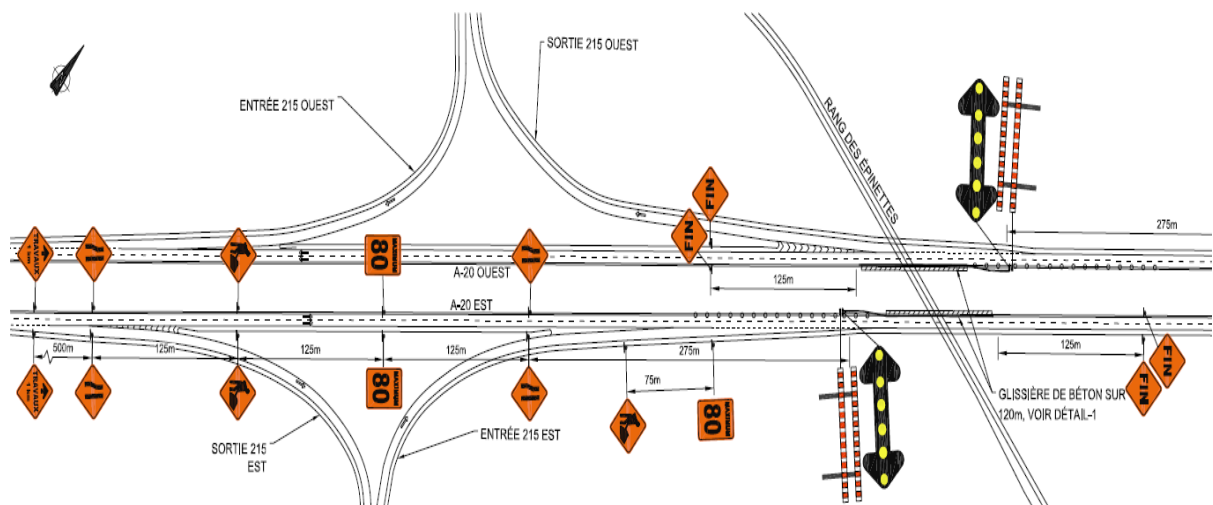 SORTIE 215 OUEST
ENTRÉE 215 OUEST
RANG DES ÉPINETTES
275m
FIN
FIN
TRAVAUX
MAXIMUM
80
A-20 OUEST
125m
A-20 EST
500m
125m
125m
125m
275m
75m
125m
TRAVAUX
MAXIMUM
80
MAXIMUM
80
FIN
FIN
GLISSIÈRE DE BÉTON SUR
120m, VOIR DÉTAIL-1
SORTIE 215
EST
ENTRÉE 215 EST